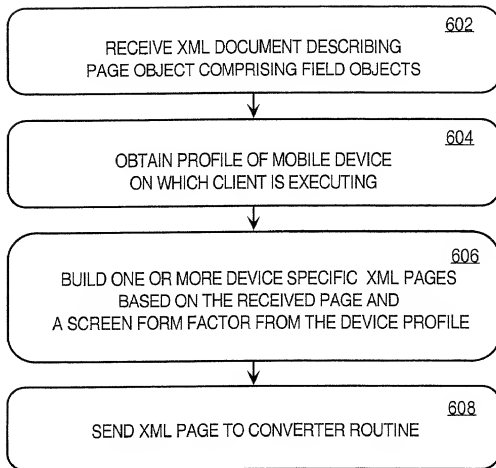 602
RECEIVE XML DOCUMENT DESCRIBING
PAGE OBJECT COMPRISING FIELD OBJECTS
604
OBTAIN PROFILE OF MOBILE DEVICE
ON WHICH CLIENT IS EXECUTING
606
BUILD ONE OR MORE DEVICE SPECIFIC XML PAGES
BASED ON THE RECEIVED PAGE AND
A SCREEN FORM FACTOR FROM THE DEVICE PROFILE
608
SEND XML PAGE TO CONVERTER ROUTINE